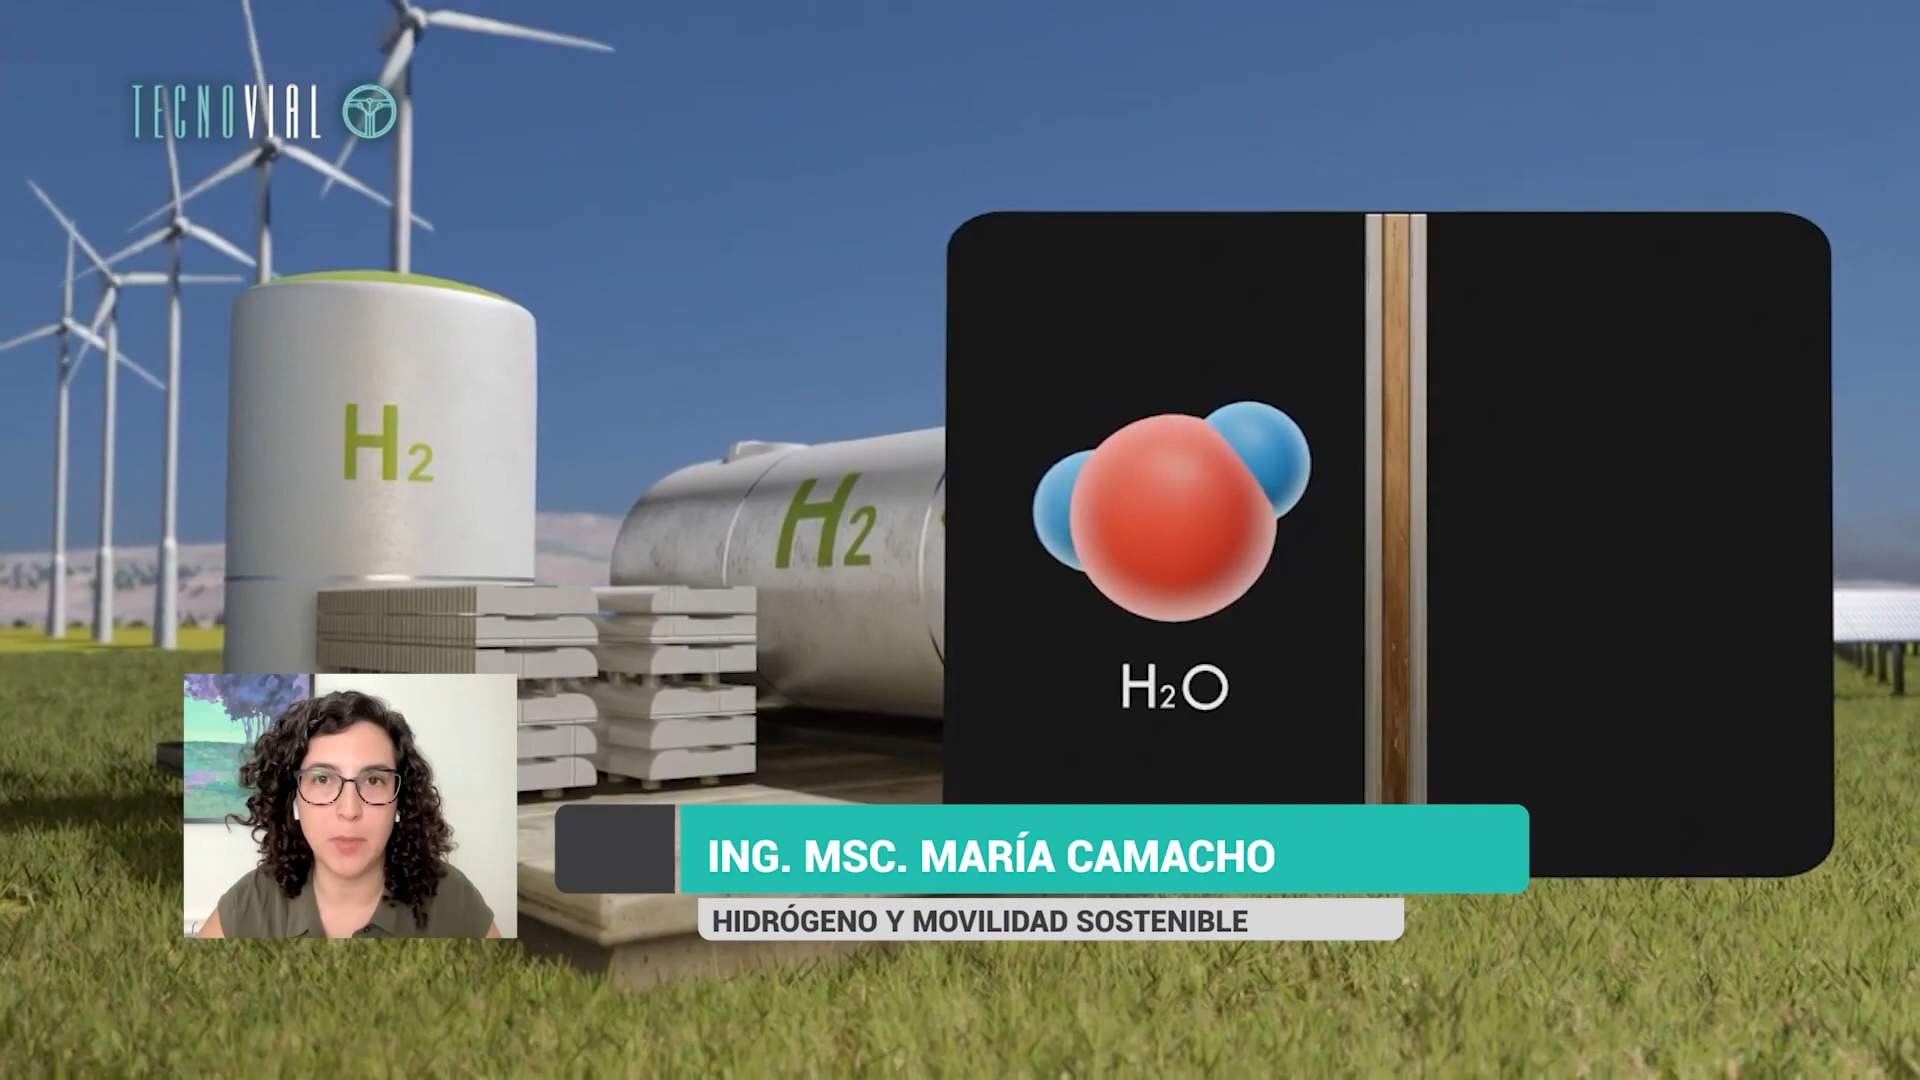 TECNOVIAL
H2
H2
H2O
ING. MSC. MARÍA CAMACHO
HIDRÓGENO Y MOVILIDAD SOSTENIBLE